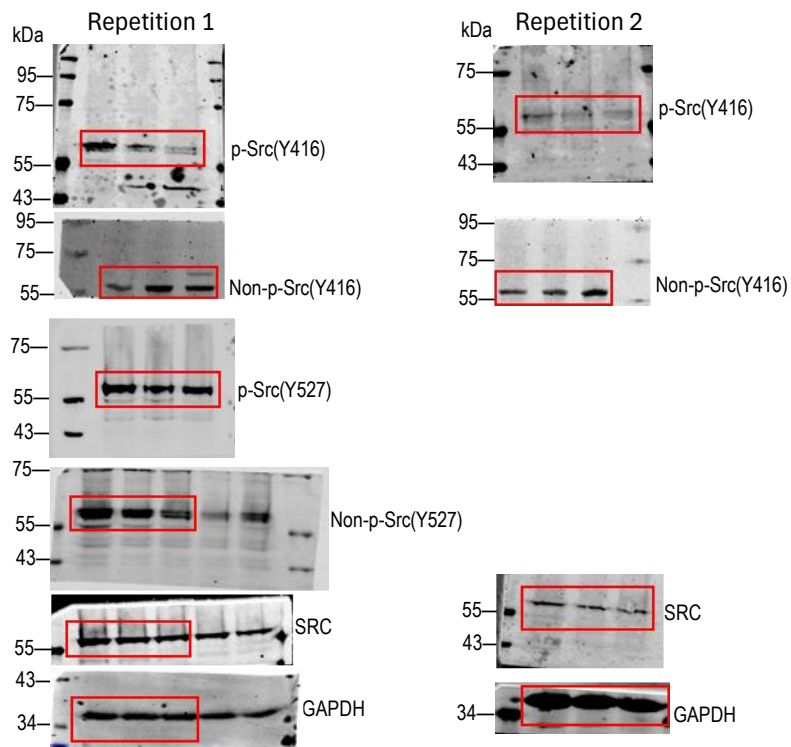 Repetition 1
kDa
95
75
55
43
p-Src(Y416)
95
75
55
Non-p-Src(Y416)
75
55
43
p-Src(Y527)
75
55
43
Non-p-Src(Y527)
55
SRC
43
34
GAPDH
Repetition 2
kDa
75
55
43
p-Src(Y416)
95
75
55
Non-p-Src(Y416)
55
43
SRC
34
GAPDH